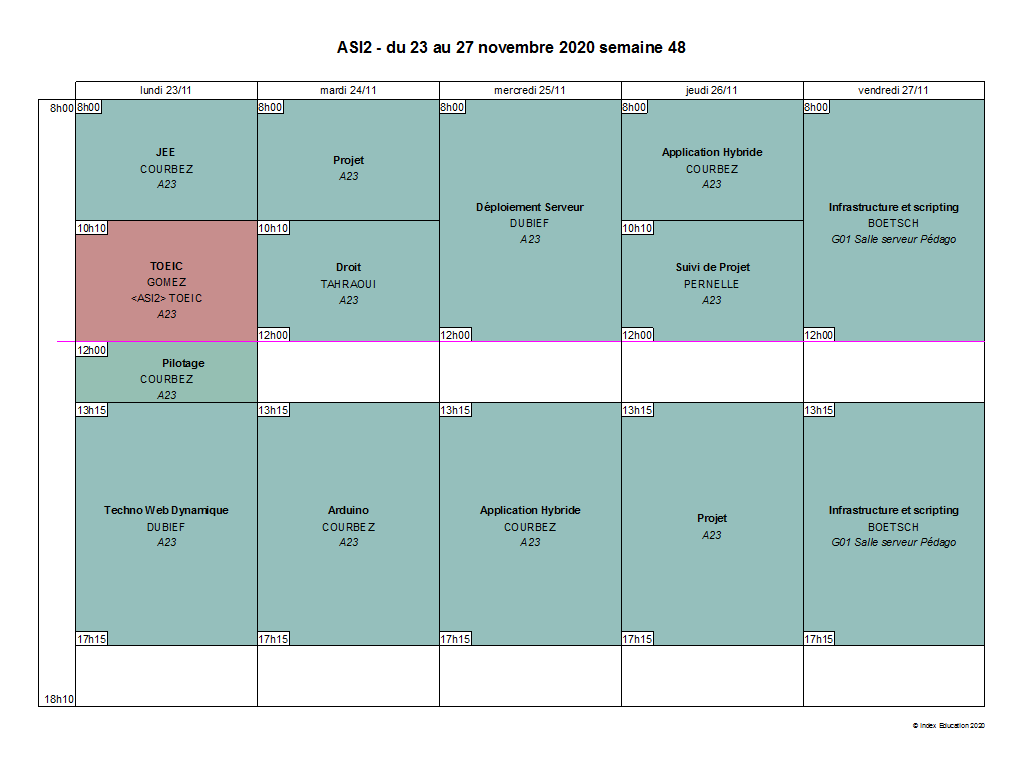 ASI2 - du 23 au 27 novembre 2020 semaine 48
lundi 23/11
mardi 24/11
mercredi 25/11
jeudi 26/11
vendredi 27/11
8h00
8h00
JEE
COURBEZ
A23
10h10
TOEIC
GOMEZ
<ASI2> TOEIC
A23
12h00
Pilotage
COURBEZ
A23
13h15
Techno Web Dynamique
DUBIEF
A23
17h15
8h00
Projet
A23
10h10
Droit
TAHRAOUI
A23
12h00
13h15
Arduino
COURBEZ
A23
17h15
8h00
Déploiement Serveur
DUBIEF
A23
12h00
13h15
Application Hybride
COURBEZ
A23
17h15
8h00
Application Hybride
COURBEZ
A23
10h10
Suivi de Projet
PERNELLE
A23
12h00
13h15
Projet
A23
17h15
8h00
Infrastructure et scripting
BOETSCH
G01 Salle serveur Pédago
12h00
13h15
Infrastructure et scripting
BOETSCH
G01 Salle serveur Pédago
17h15
18h10
© Index Education 2020